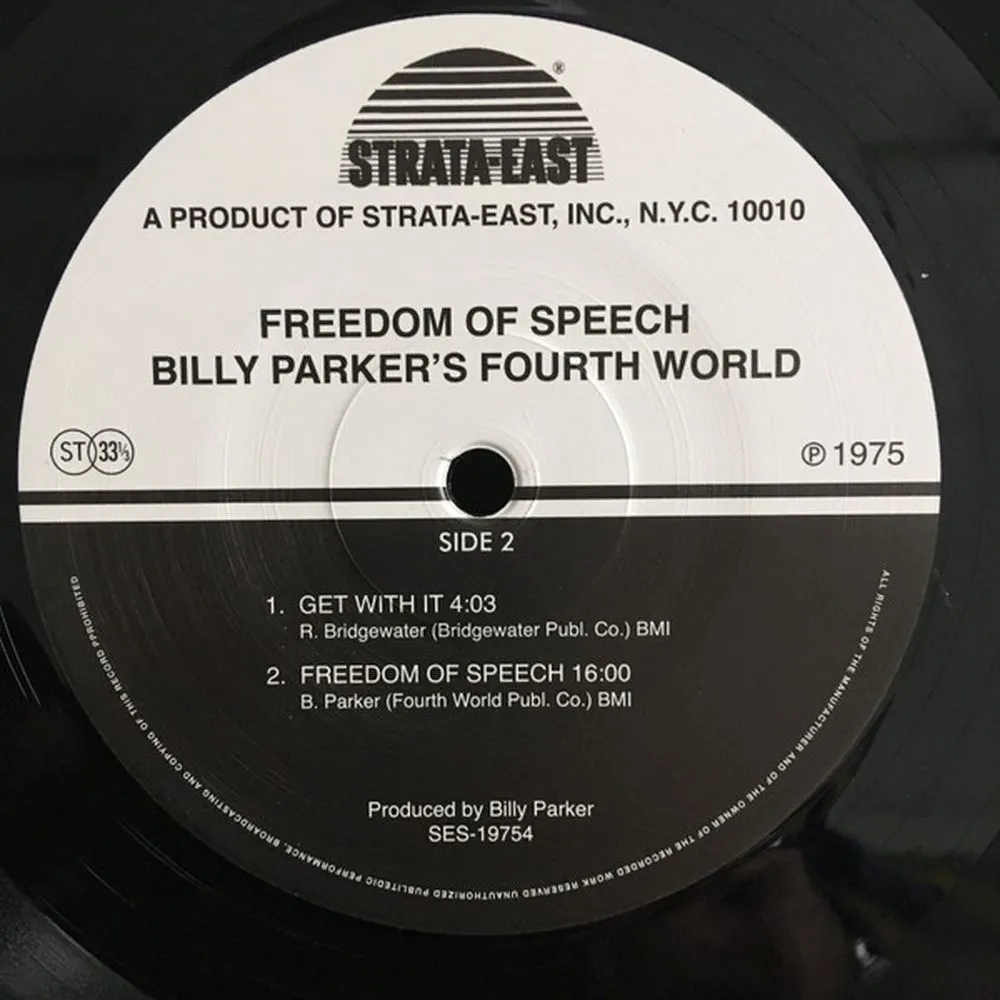 ®
STRATA-EAST
A PRODUCT OF STRATA-EAST, INC., N.Y.C. 10010
FREEDOM OF SPEECH
BILLY PARKER'S FOURTH WORLD
ST 33⅓
℗ 1975
SIDE 2
1. GET WITH IT 4:03
R. Bridgewater (Bridgewater Publ. Co.) BMI
2. FREEDOM OF SPEECH 16:00
B. Parker (Fourth World Publ. Co.) BMI
Produced by Billy Parker
SES-19754
ALL RIGHTS OF THE MANUFACTURER AND OF THE OWNER OF THE RECORDED WORK RESERVED UNAUTHORIZED PUBLITEDIC PERFORMANCE, BROARDCASTING AND COPYING OF THIS RECORD PPROHIBITED